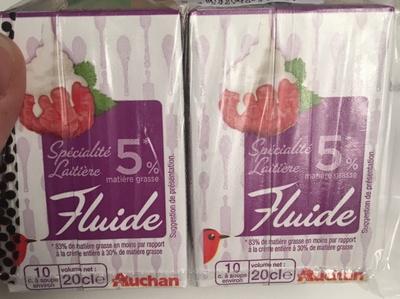 Spécialité
Laitière
5*%
matière grasse
Fluide
Suggestion de présentation
* 83% de matière grasse en moins par rapport
à la crème entière à 30% de matière grasse
10
c. à soupe
environ
volume net :
20cl e
Auchan
Spécialité
Laitière
5*%
matière grasse
Fluide
Suggestion de présentation
* 83% de matière grasse en moins par rapport
à la crème entière à 30% de matière grasse
10
c. à soupe
environ
volume net :
20cl e
Auchan